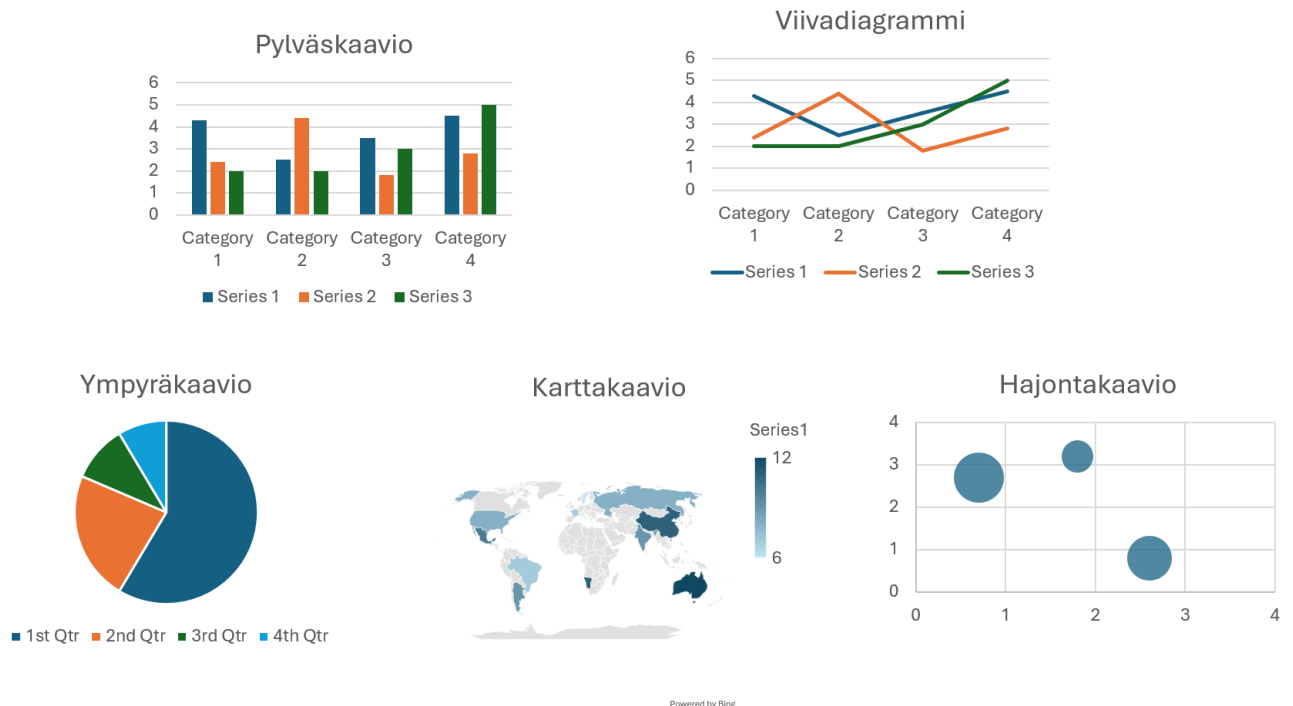 Pylväskaavio
6
5
4
3
2
1
0
Category 1
Category 2
Category 3
Category 4
Series 1 Series 2 Series 3
Viivadiagrammi
6
5
4
3
2
1
0
Category 1
Category 2
Category 3
Category 4
Series 1 Series 2 Series 3
Ympyräkaavio
1st Qtr 2nd Qtr 3rd Qtr 4th Qtr
Karttakaavio
Series1
12
6
Powered by Bing
Hajontakaavio
4
3
2
1
0
0 1 2 3 4